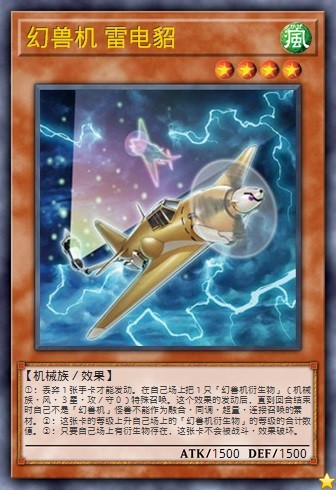 幻兽机 雷电貂
風
【机械族／效果】
①：丢弃1张手卡才能发动。在自己场上把1只「幻兽机衍生物」（机械
族·风·3星·攻／守0）特殊召唤。这个效果的发动后，直到回合结束
时自己不是「幻兽机」怪兽不能作为融合·同调·超量·连接召唤的素
材。②：这张卡的等级上升自己场上的「幻兽机衍生物」的等级的合计数
值。③：只要自己场上有衍生物存在，这张卡不会被战斗·效果破坏。
ATK/1500 DEF/1500